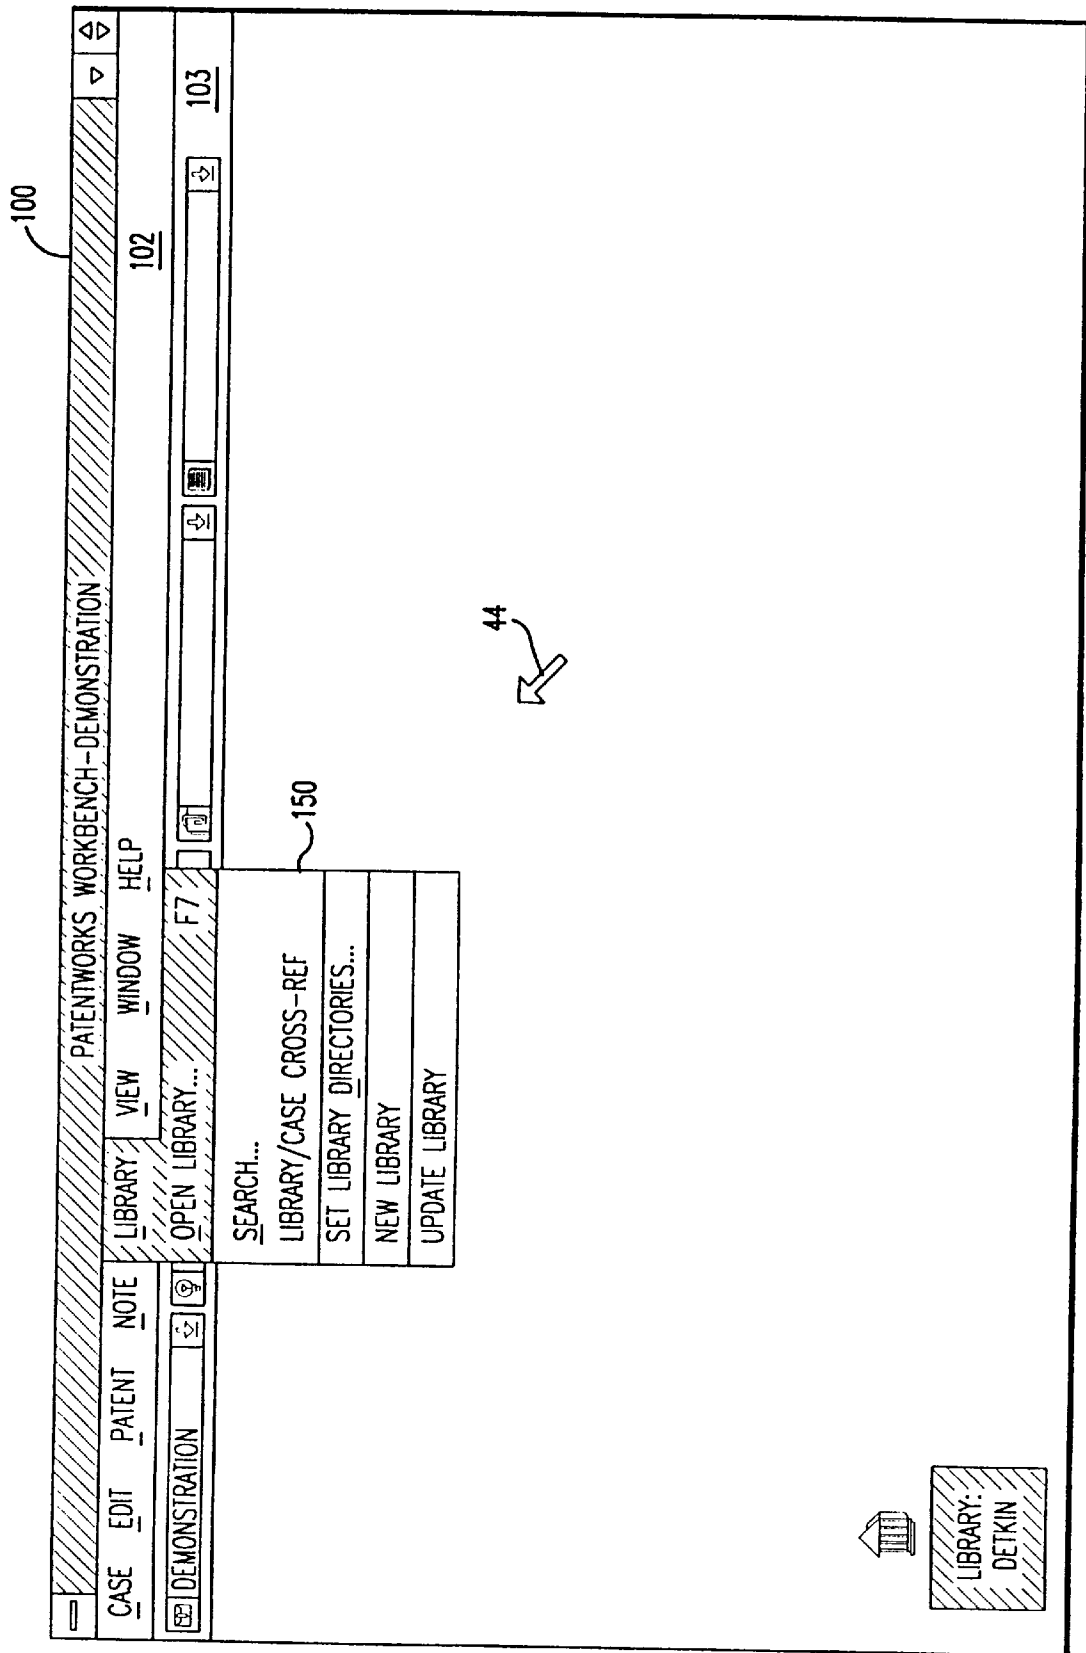 100
PATENTWORKS WORKBENCH-DEMONSTRATION
CASE EDIT PATENT NOTE LIBRARY VIEW WINDOW HELP 102
DEMONSTRATION OPEN LIBRARY... F7 103
SEARCH...
150
LIBRARY/CASE CROSS-REF
SET LIBRARY DIRECTORIES...
NEW LIBRARY
UPDATE LIBRARY
44
LIBRARY:
DETKIN